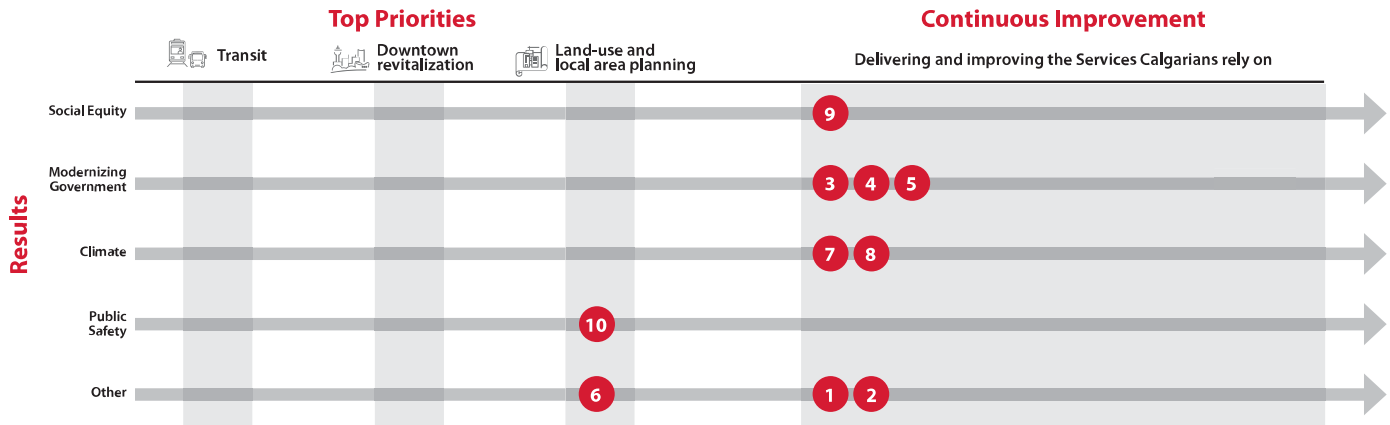 Top Priorities
Continuous Improvement
Transit
Downtown
revitalization
Land-use and
local area planning
Delivering and improving the Services Calgarians rely on
Results
Social Equity
9
Modernizing
Government
3 4 5
Climate
7 8
Public
Safety
10
Other
6
1 2